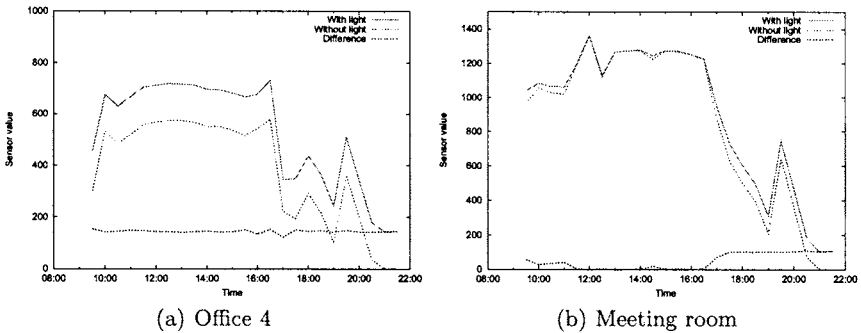 1000
800
600
400
200
0
Sensor value
08:00 10:00 12:00 14:00 16:00 18:00 20:00 22:00
Time
With light
Without light
Difference
(a) Office 4
1400
1200
1000
800
600
400
200
0
Sensor value
08:00 10:00 12:00 14:00 16:00 18:00 20:00 22:00
Time
With light
Without light
Difference
(b) Meeting room